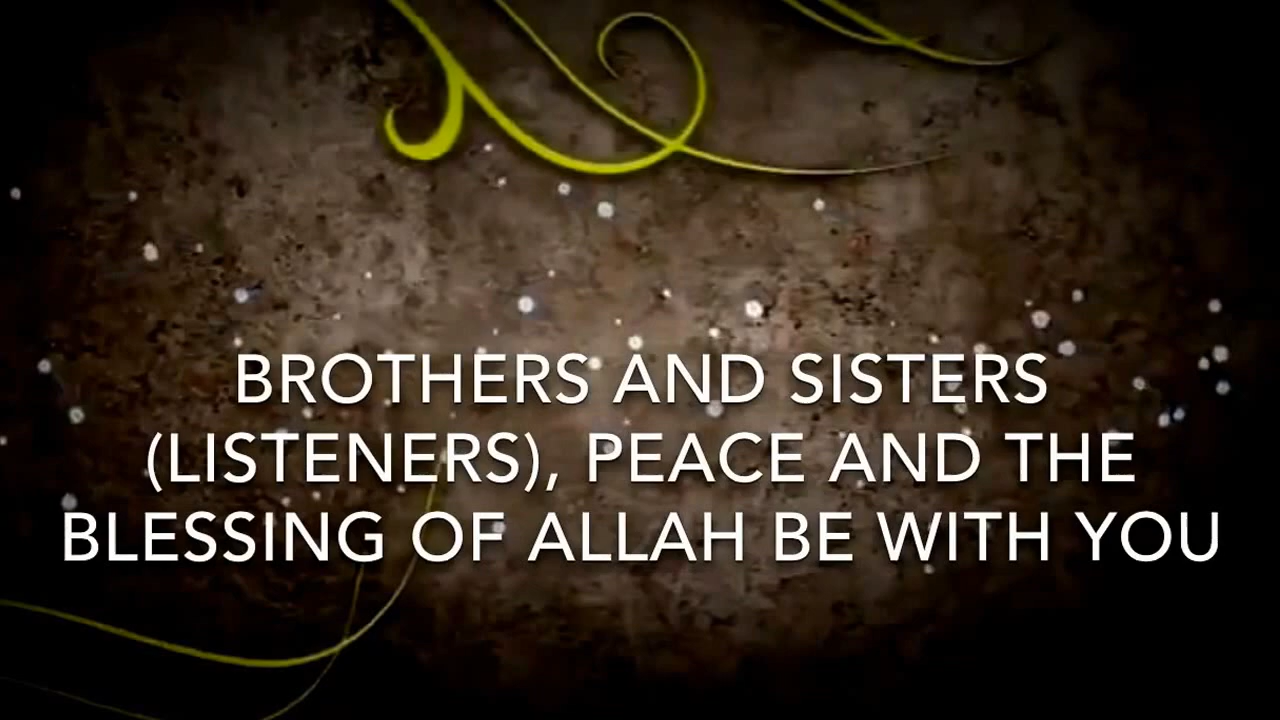 BROTHERS AND SISTERS
(LISTENERS), PEACE AND THE
BLESSING OF ALLAH BE WITH YOU